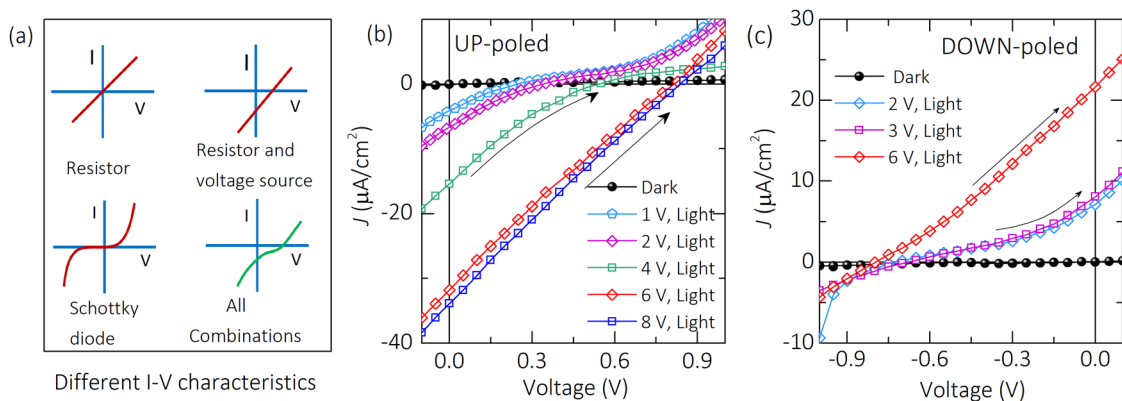 (a)
I
V
Resistor
I
V
Resistor and
voltage source
I
V
Schottky
diode
I
V
All
Combinations
Different I-V characteristics
(b)
UP-poled
0
-20
-40
J (μA/cm²)
Dark
1 V, Light
2 V, Light
4 V, Light
6 V, Light
8 V, Light
0.0
0.3
0.6
0.9
Voltage (V)
(c)
DOWN-poled
30
20
10
0
-10
J (μA/cm²)
Dark
2 V, Light
3 V, Light
6 V, Light
-0.9
-0.6
-0.3
0.0
Voltage (V)